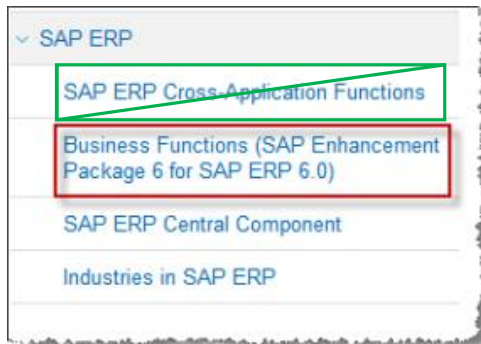 SAP ERP
SAP ERP Cross-Application Functions
Business Functions (SAP Enhancement
Package 6 for SAP ERP 6.0)
SAP ERP Central Component
Industries in SAP ERP